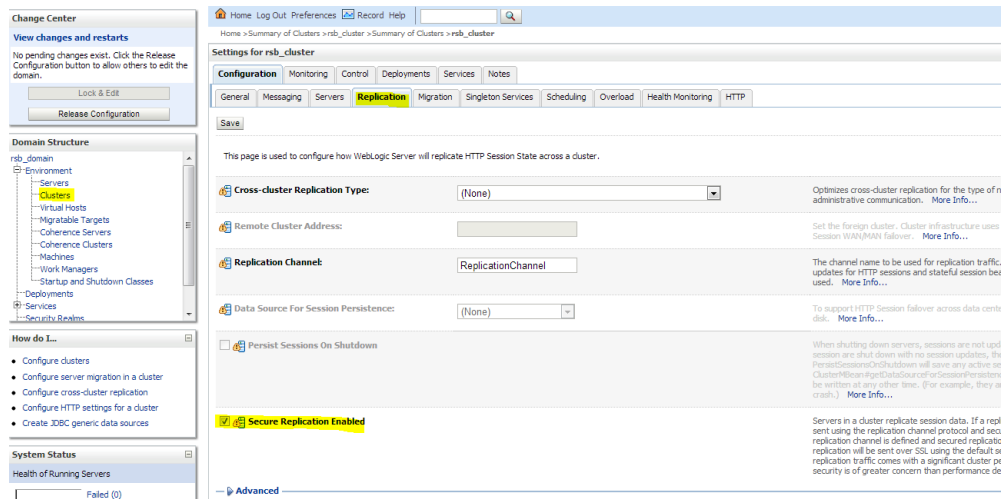 Change Center
View changes and restarts
No pending changes exist. Click the Release
Configuration button to allow others to edit the
domain.
Lock & Edit
Release Configuration
Domain Structure
rsb_domain
Environment
Servers
Clusters
Virtual Hosts
Migratable Targets
Coherence Servers
Coherence Clusters
Machines
Work Managers
Startup and Shutdown Classes
Deployments
Services
Security Realms
How do I...
Configure clusters
Configure server migration in a cluster
Configure cross-cluster replication
Configure HTTP settings for a cluster
Create JDBC generic data sources
System Status
Health of Running Servers
Failed (0)
Home Log Out Preferences Record Help
Home >Summary of Clusters >rsb_cluster >Summary of Clusters >rsb_cluster
Settings for rsb_cluster
Configuration Monitoring Control Deployments Services Notes
General Messaging Servers Replication Migration Singleton Services Scheduling Overload Health Monitoring HTTP
Save
This page is used to configure how WebLogic Server will replicate HTTP Session State across a cluster.
Cross-cluster Replication Type:
(None)
Optimizes cross-cluster replication for the type of n
administrative communication. More Info...
Remote Cluster Address:
Set the foreign cluster. Cluster infrastructure uses
Session WAN/MAN failover. More Info...
Replication Channel:
ReplicationChannel
The channel name to be used for replication traffic.
updates for HTTP sessions and stateful session bea
used. More Info...
Data Source For Session Persistence:
(None)
To support HTTP Session failover across data cente
disk. More Info...
Persist Sessions On Shutdown
When shutting down servers, sessions are not upd
session are shut down with no session updates, the
PersistSessionsOnShutdown will save any active se
ClusterMBean#getDataSourceForSessionPersistenc
be written at any other time. (For example, they a
crash.) More Info...
Secure Replication Enabled
Servers in a cluster replicate session data. If a repl
sent using the replication channel protocol and secu
replication channel is defined and secured replicatio
replication will be sent over SSL using the default se
replication traffic comes with a significant cluster pe
security is of greater concern than performance de
Advanced